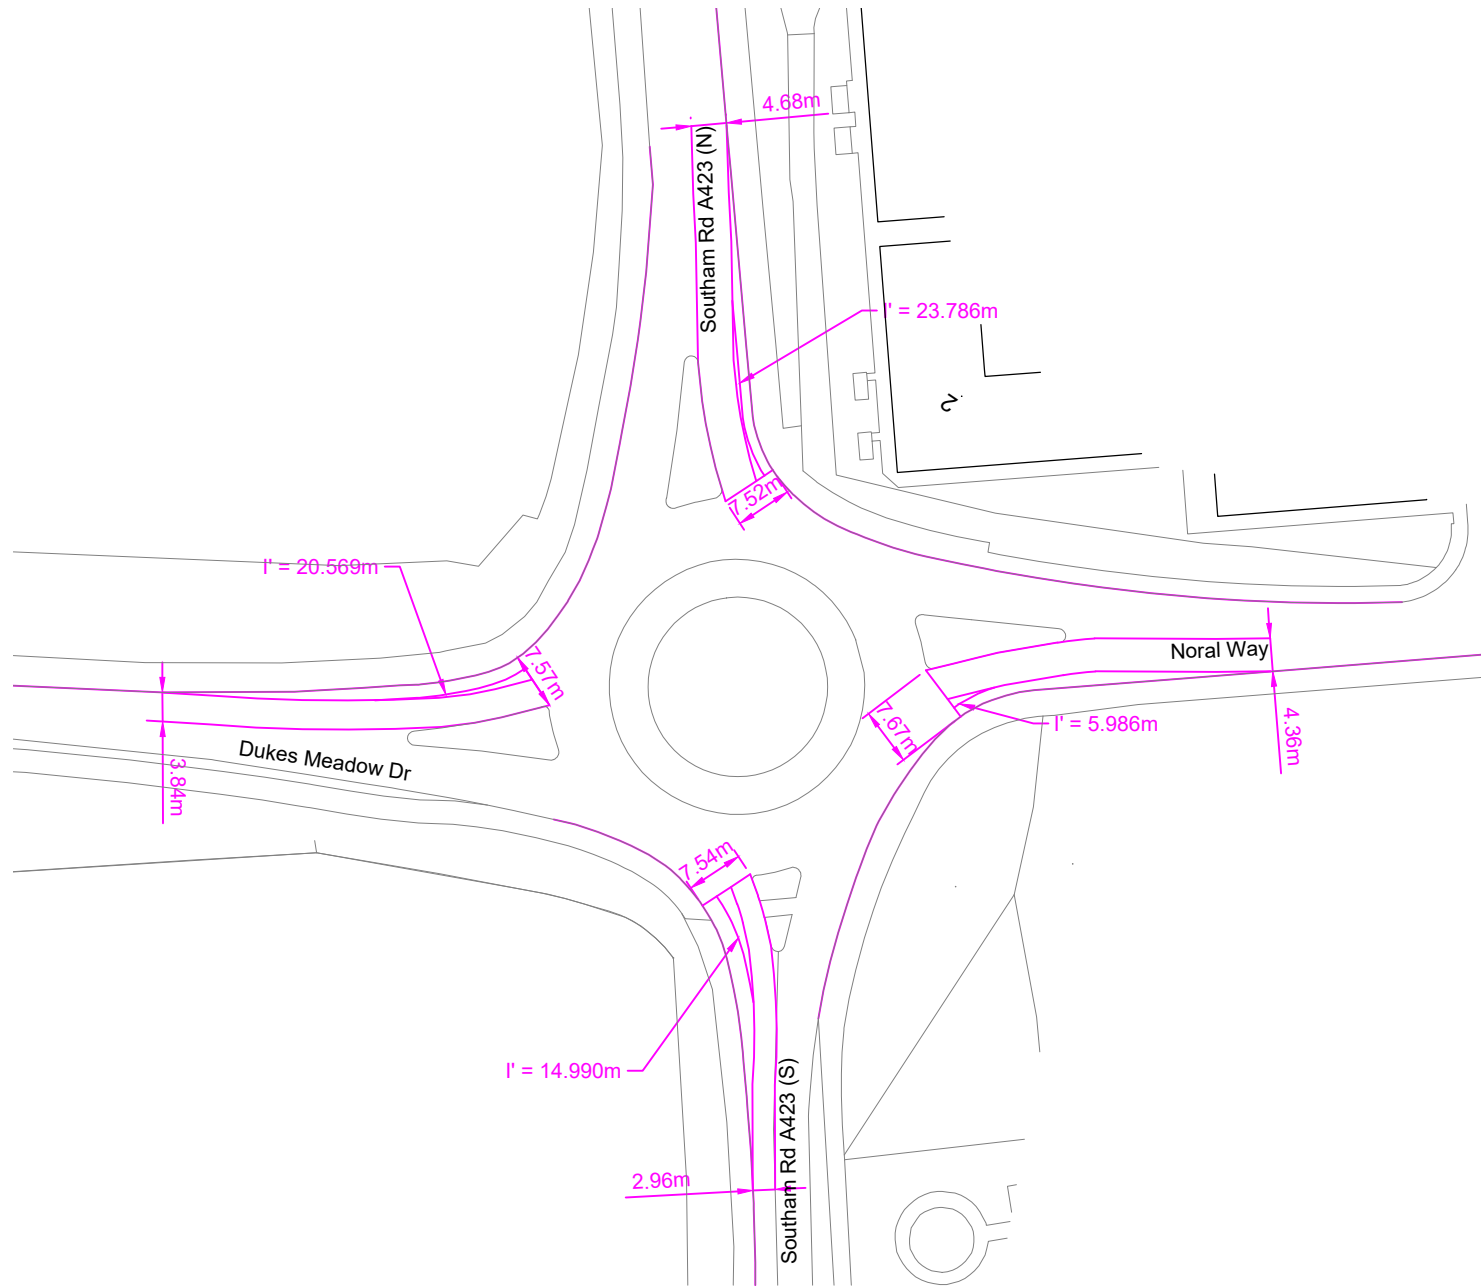 4.68m
Southam Rd A423 (N)
l' = 23.786m
2
7.52m
l' = 20.569m
7.57m
Noral Way
Dukes Meadow Dr
3.84m
7.67m
l' = 5.986m
4.36m
7.54m
l' = 14.990m
Southam Rd A423 (S)
2.96m